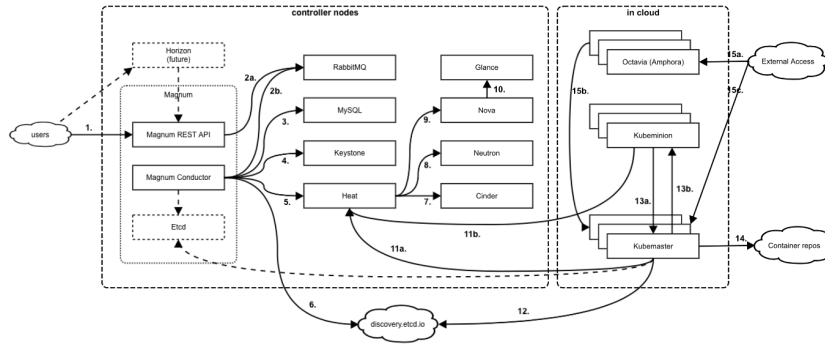 controller nodes
in cloud
Horizon
(future)
RabbitMQ
Glance
Octavia (Amphora)
15a.
External Access
2a.
2b.
10.
15b.
15c.
Magnum
users
1.
Magnum REST API
MySQL
3.
9.
Nova
Kubeminion
Keystone
4.
8.
Neutron
Magnum Conductor
5.
Heat
7.
Cinder
13a.
13b.
Etcd
11b.
11a.
Kubemaster
14.
Container repos
6.
12.
discovery.etcd.io